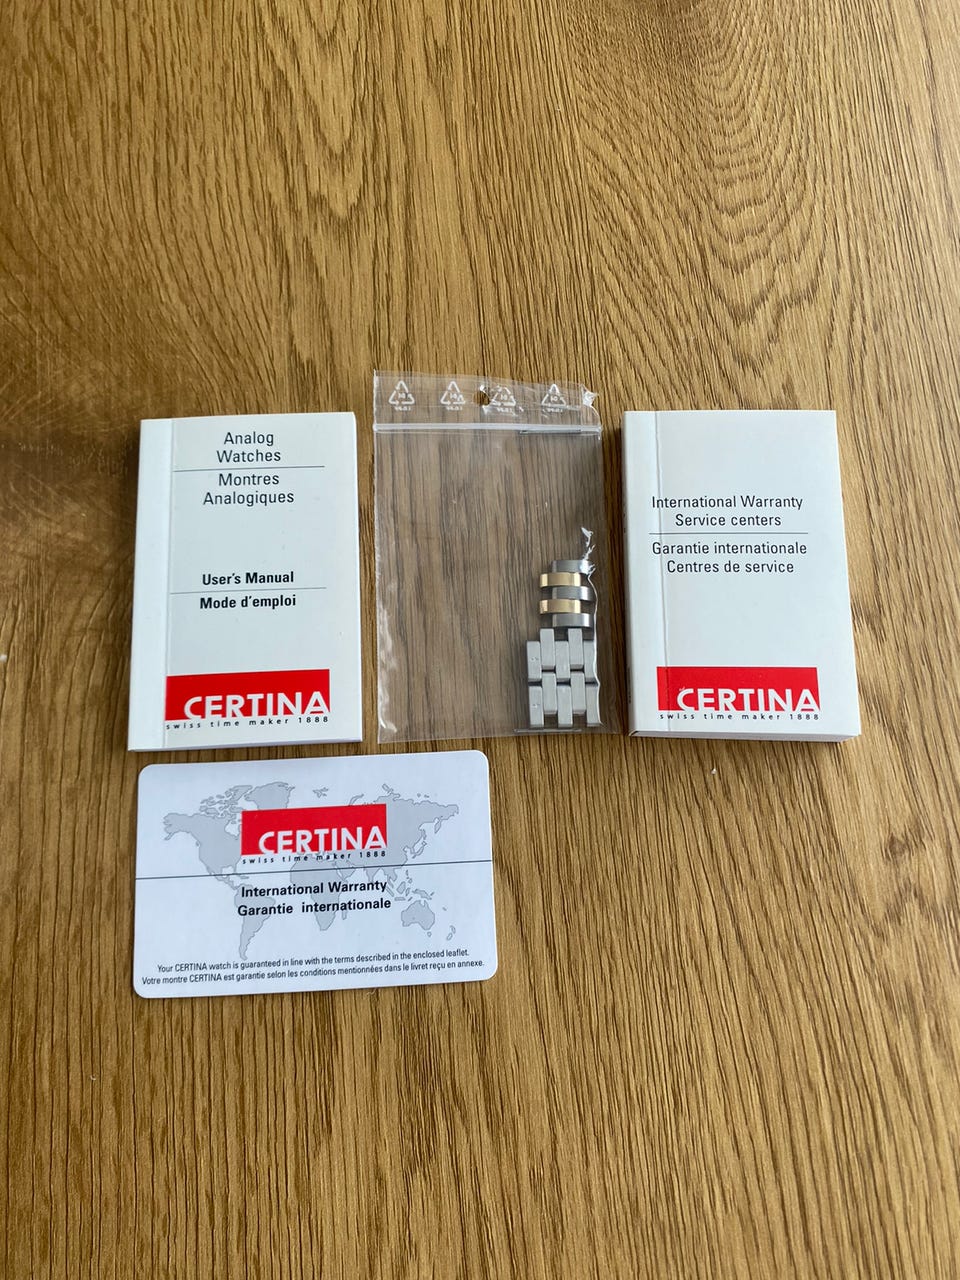 Analog
Watches
Montres
Analogiques
User's Manual
Mode d'emploi
CERTINA
swiss time maker 1888
International Warranty
Service centers
Garantie internationale
Centres de service
CERTINA
swiss time maker 1888
CERTINA
swiss time maker 1888
International Warranty
Garantie internationale
Your CERTINA watch is guaranteed in line with the terms described in the enclosed leaflet.
Votre montre CERTINA est garantie selon les conditions mentionnées dans le livret reçu en annexe.